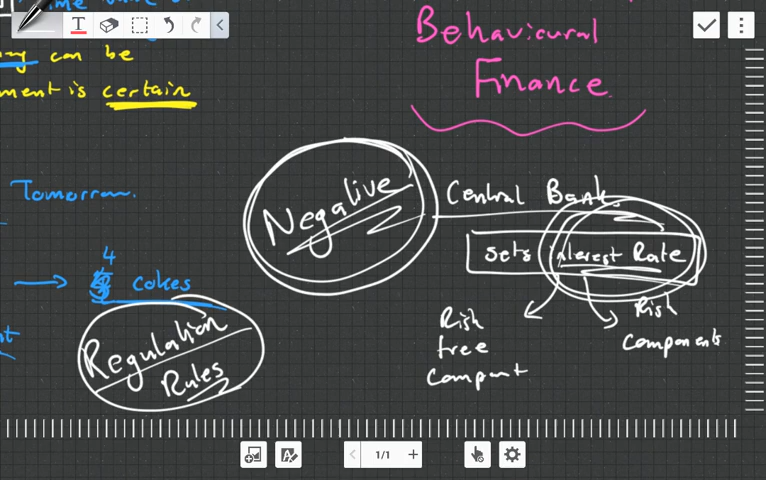 T
Behavioural
can be
Finance
ment is certain
Negative
Central Bank
Tomorrow.
sets interest Rate
4
cokes
Regulation
Rules
Risk
free
Compont
Risk
Components
1/1